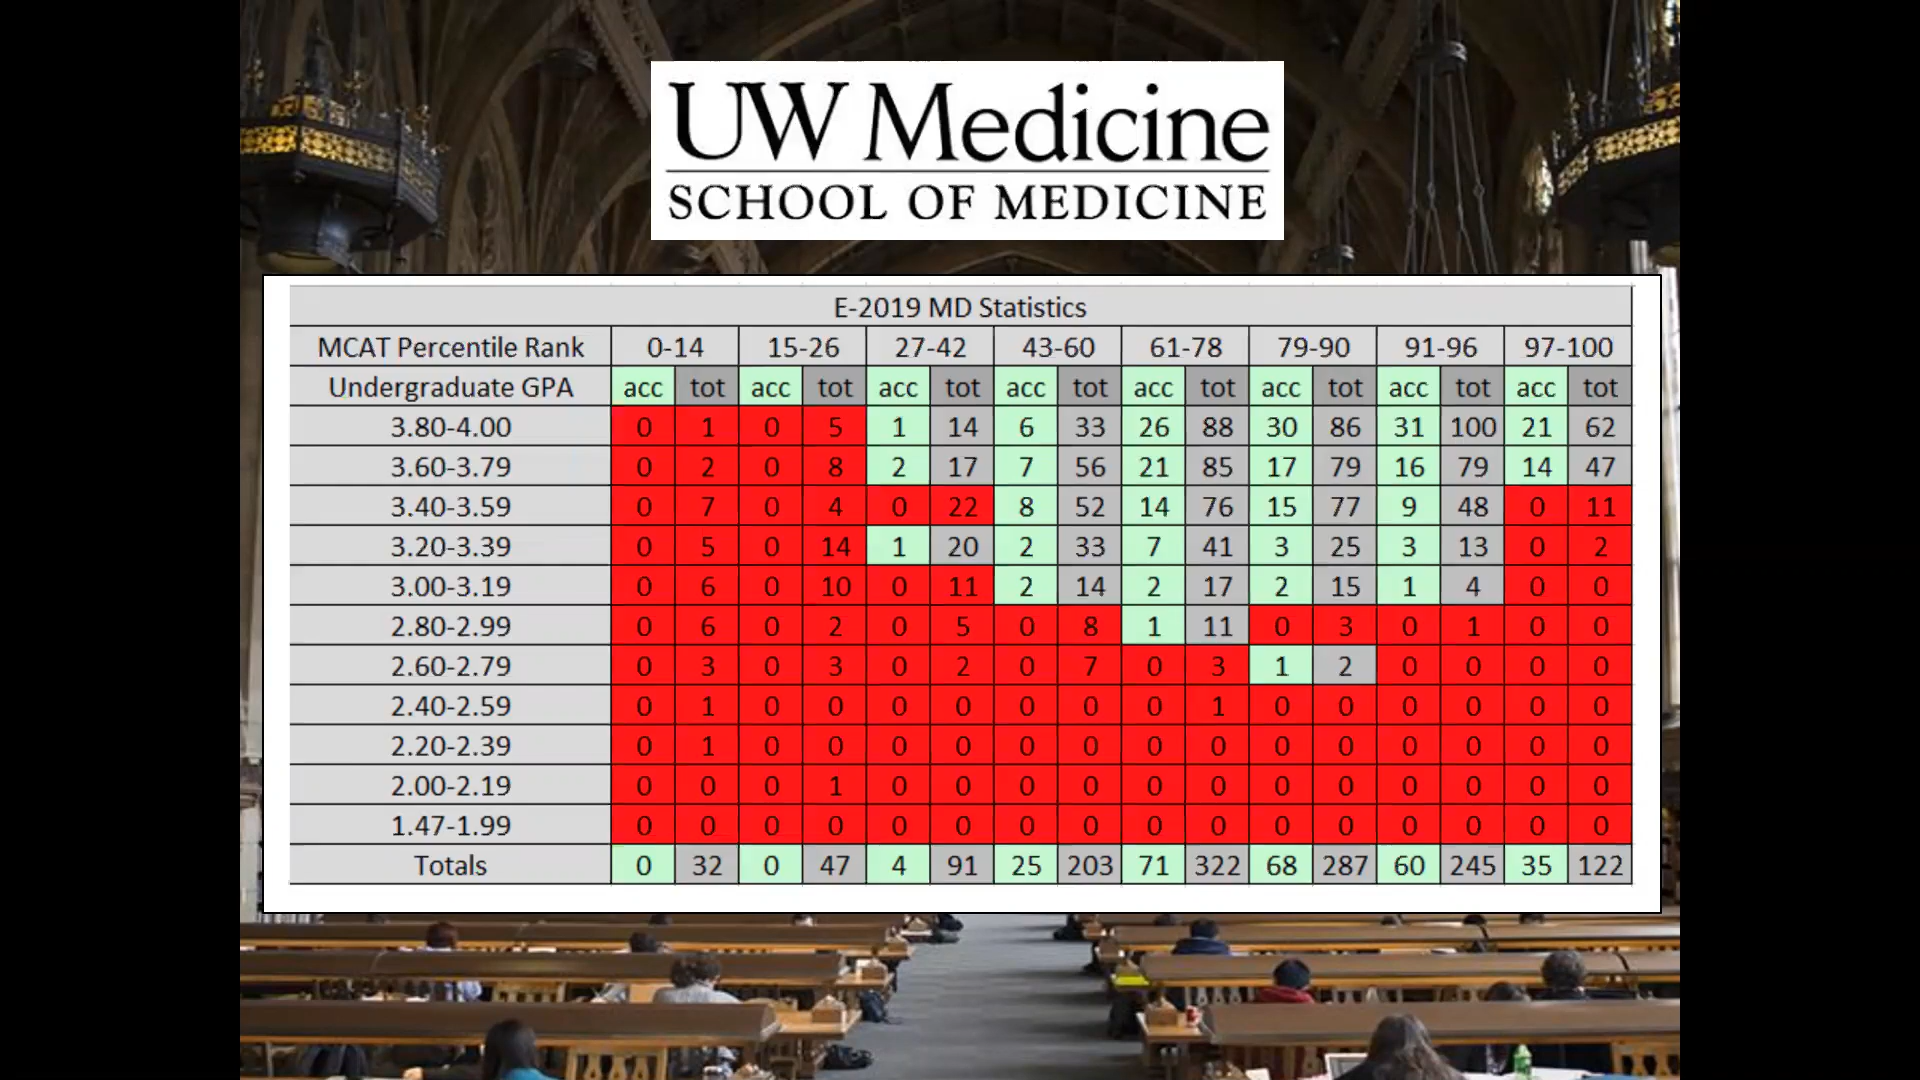 UW Medicine
SCHOOL OF MEDICINE
E-2019 MD Statistics
MCAT Percentile Rank 0-14 15-26 27-42 43-60 61-78 79-90 91-96 97-100
Undergraduate GPA acc tot acc tot acc tot acc tot acc tot acc tot acc tot acc tot
3.80-4.00 0 1 0 5 1 14 6 33 26 88 30 86 31 100 21 62
3.60-3.79 0 2 0 8 2 17 7 56 21 85 17 79 16 79 14 47
3.40-3.59 0 7 0 4 0 22 8 52 14 76 15 77 9 48 0 11
3.20-3.39 0 5 0 14 1 20 2 33 7 41 3 25 3 13 0 2
3.00-3.19 0 6 0 10 0 11 2 14 2 17 2 15 1 4 0 0
2.80-2.99 0 6 0 2 0 5 0 8 1 11 0 3 0 1 0 0
2.60-2.79 0 3 0 3 0 2 0 7 0 3 1 2 0 0 0 0
2.40-2.59 0 1 0 0 0 0 0 0 0 1 0 0 0 0 0 0
2.20-2.39 0 1 0 0 0 0 0 0 0 0 0 0 0 0 0 0
2.00-2.19 0 0 0 1 0 0 0 0 0 0 0 0 0 0 0 0
1.47-1.99 0 0 0 0 0 0 0 0 0 0 0 0 0 0 0 0
Totals 0 32 0 47 4 91 25 203 71 322 68 287 60 245 35 122